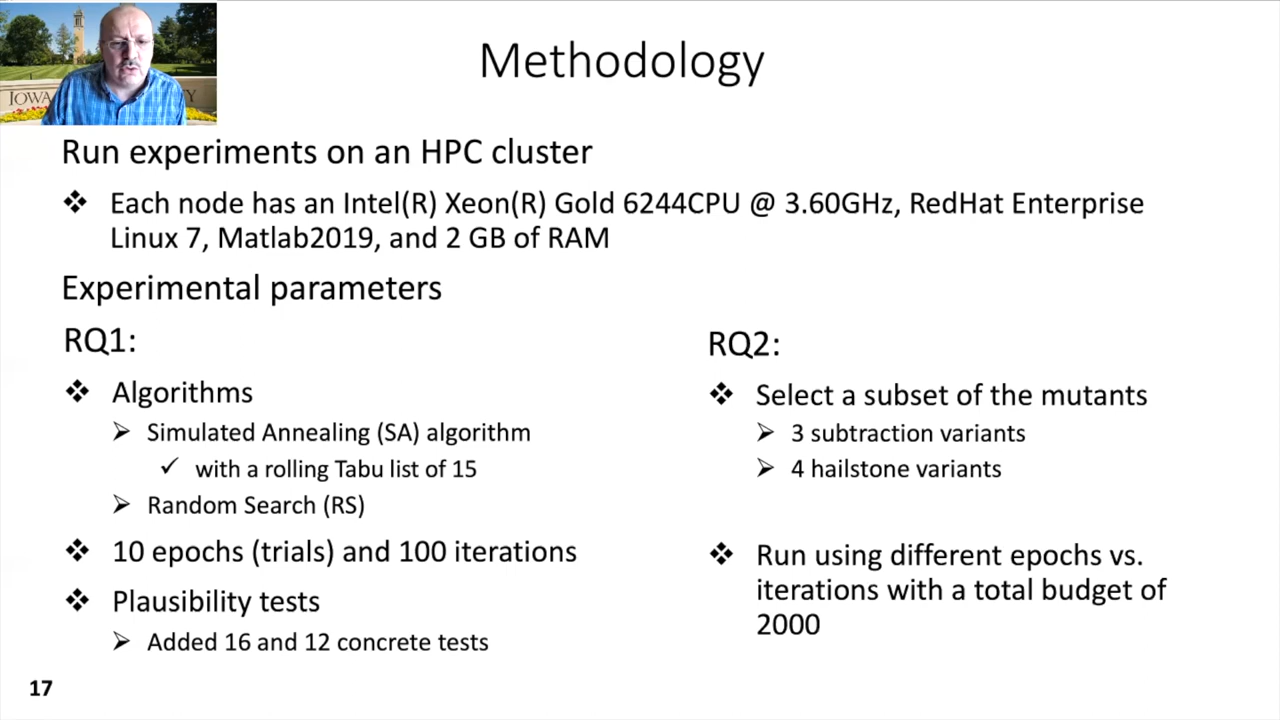 Methodology
IOWA
Run experiments on an HPC cluster
❖ Each node has an Intel(R) Xeon(R) Gold 6244CPU @ 3.60GHz, RedHat Enterprise
Linux 7, Matlab2019, and 2 GB of RAM
Experimental parameters
RQ1:
❖ Algorithms
➢ Simulated Annealing (SA) algorithm
✓ with a rolling Tabu list of 15
➢ Random Search (RS)
❖ 10 epochs (trials) and 100 iterations
❖ Plausibility tests
➢ Added 16 and 12 concrete tests
RQ2:
❖ Select a subset of the mutants
➢ 3 subtraction variants
➢ 4 hailstone variants
❖ Run using different epochs vs.
iterations with a total budget of
2000
17